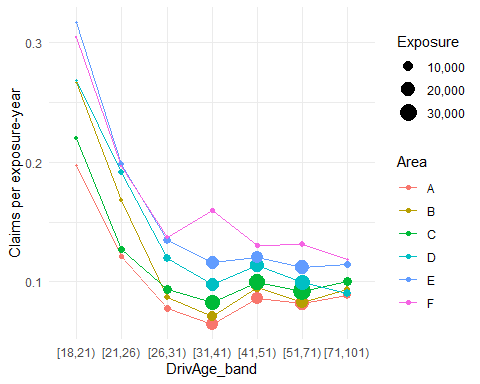 Claims per exposure-year
0.3
0.2
0.1
[18,21) [21,26) [26,31) [31,41) [41,51) [51,71) [71,101)
DrivAge_band
Exposure
10,000
20,000
30,000
Area
A
B
C
D
E
F